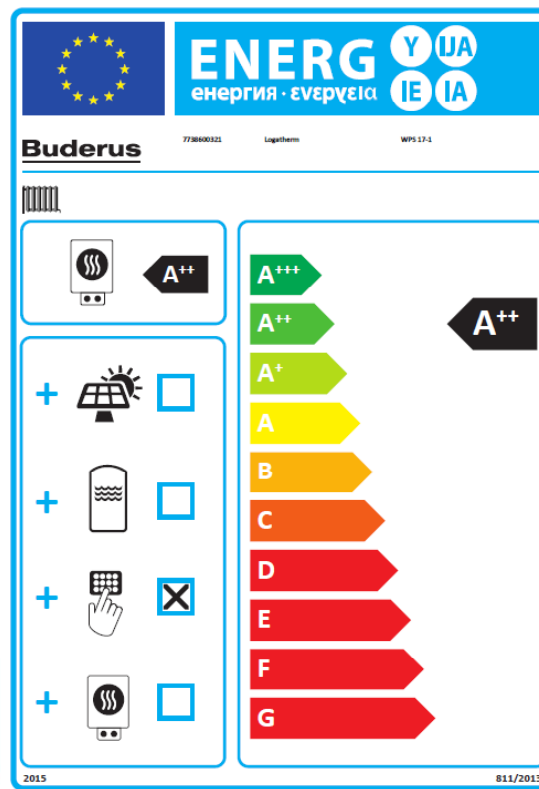 ENERG Y IJA
енергия · ενεργεια IE IA
Buderus 7738600321 Logatherm WPS 17-1
A++
A+++
A++ A++
A+
A
B
C
D
E
F
G
2015 811/2013